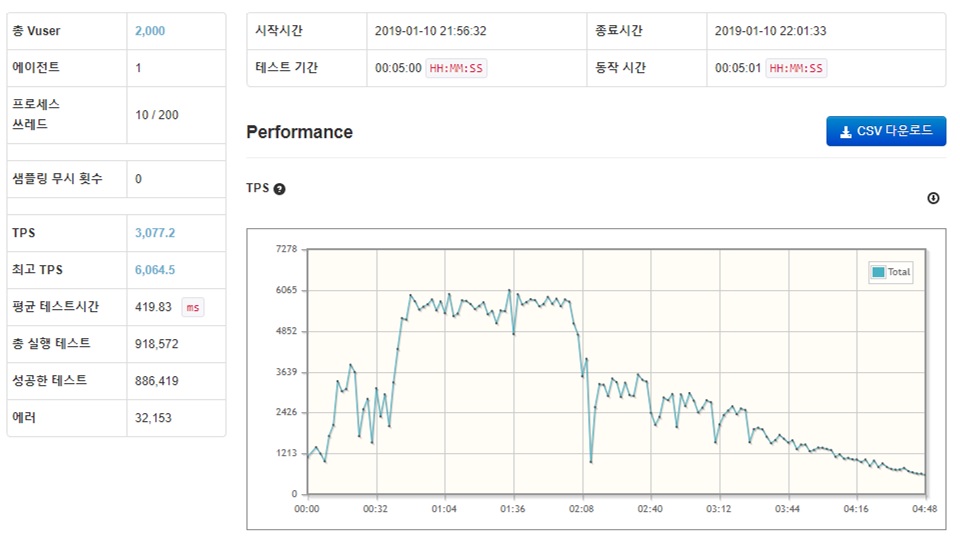 총 Vuser 2,000
에이전트 1
프로세스
쓰레드 10 / 200
샘플링 무시 횟수 0
TPS 3,077.2
최고 TPS 6,064.5
평균 테스트시간 419.83 ms
총 실행 테스트 918,572
성공한 테스트 886,419
에러 32,153
시작시간 2019-01-10 21:56:32 종료시간 2019-01-10 22:01:33
테스트 기간 00:05:00 HH:MM:SS 동작 시간 00:05:01 HH:MM:SS
Performance CSV 다운로드
TPS ?
7278
Total
6065
4852
3639
2426
1213
0
00:00 00:32 01:04 01:36 02:08 02:40 03:12 03:44 04:16 04:48